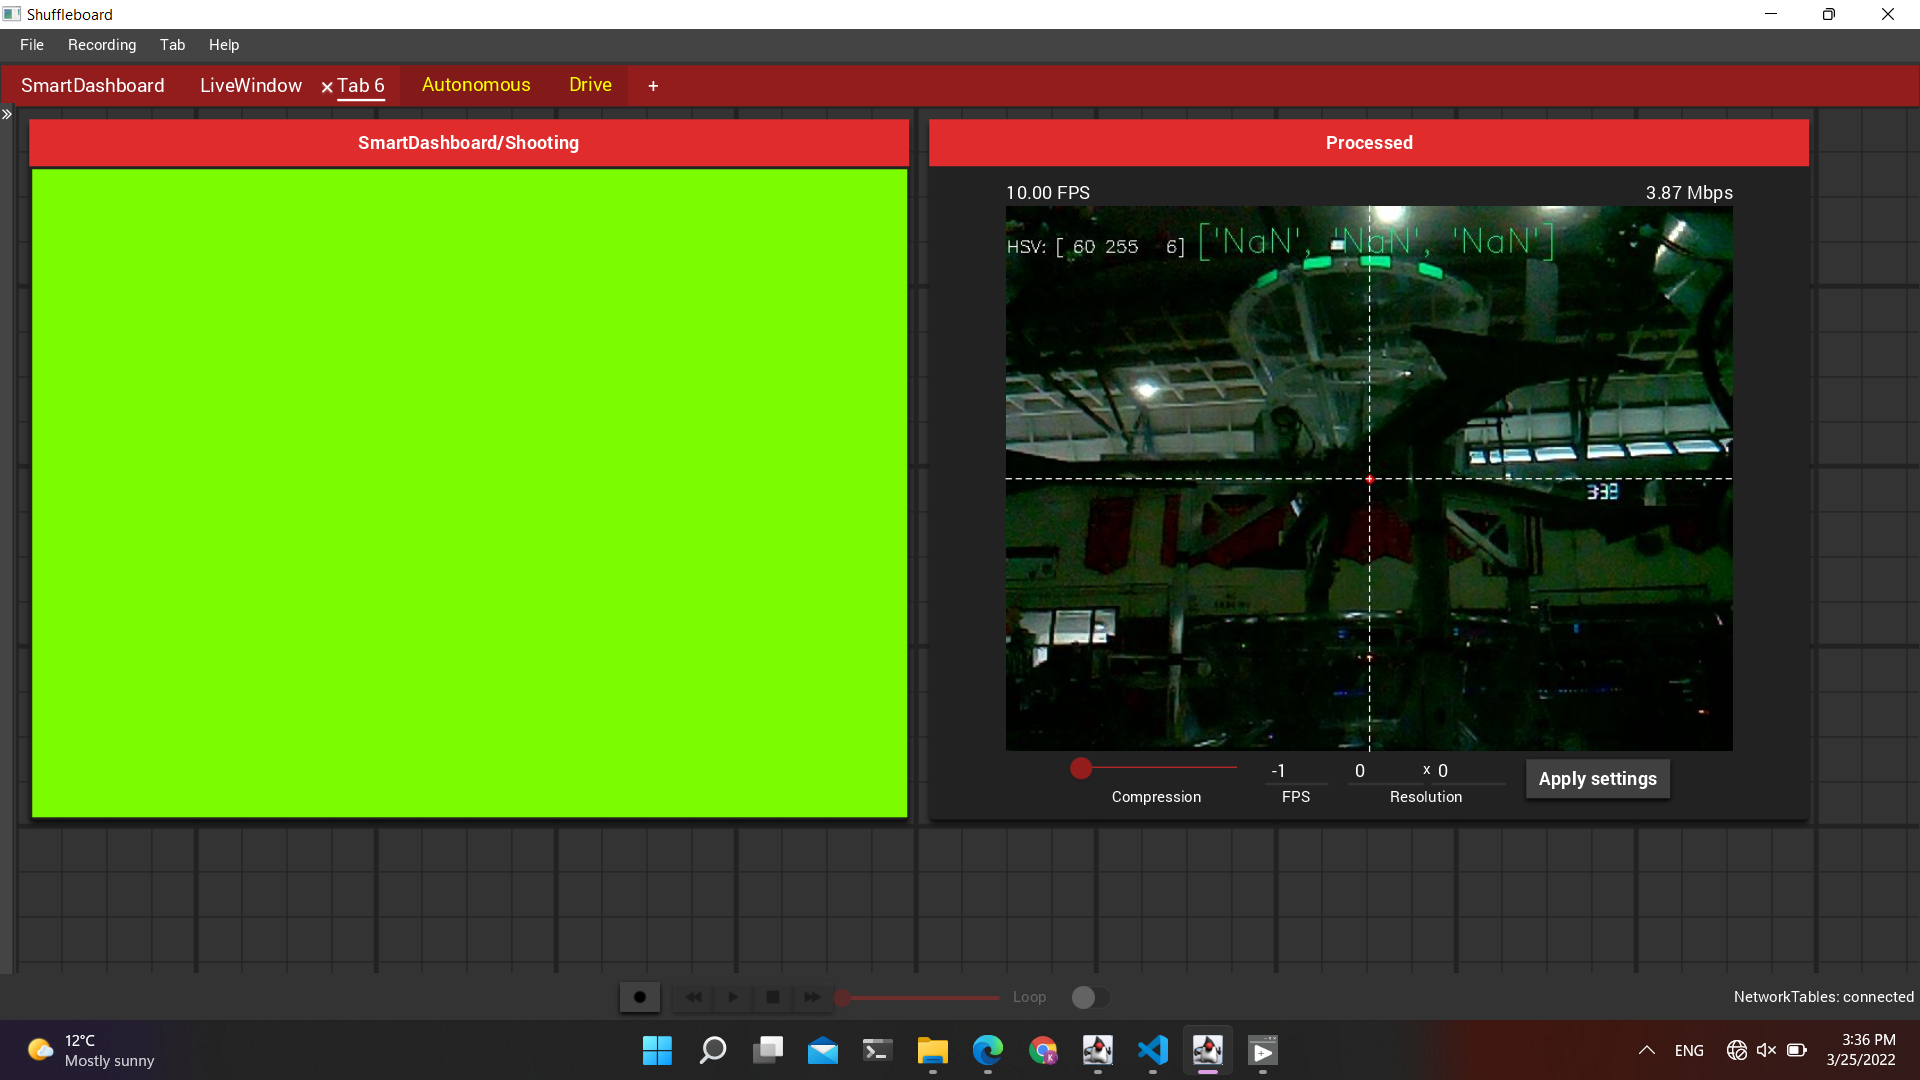 Shuffleboard
File Recording Tab Help
SmartDashboard LiveWindow Tab 6 Autonomous Drive +
SmartDashboard/Shooting
Processed
10.00 FPS 3.87 Mbps
HSV: [ 60 255 6] ['NaN', 'NaN', 'NaN']
3:33
-1 0 x 0
Compression FPS Resolution Apply settings
Loop
NetworkTables: connected
12°C
Mostly sunny
K
ENG
3:36 PM
3/25/2022